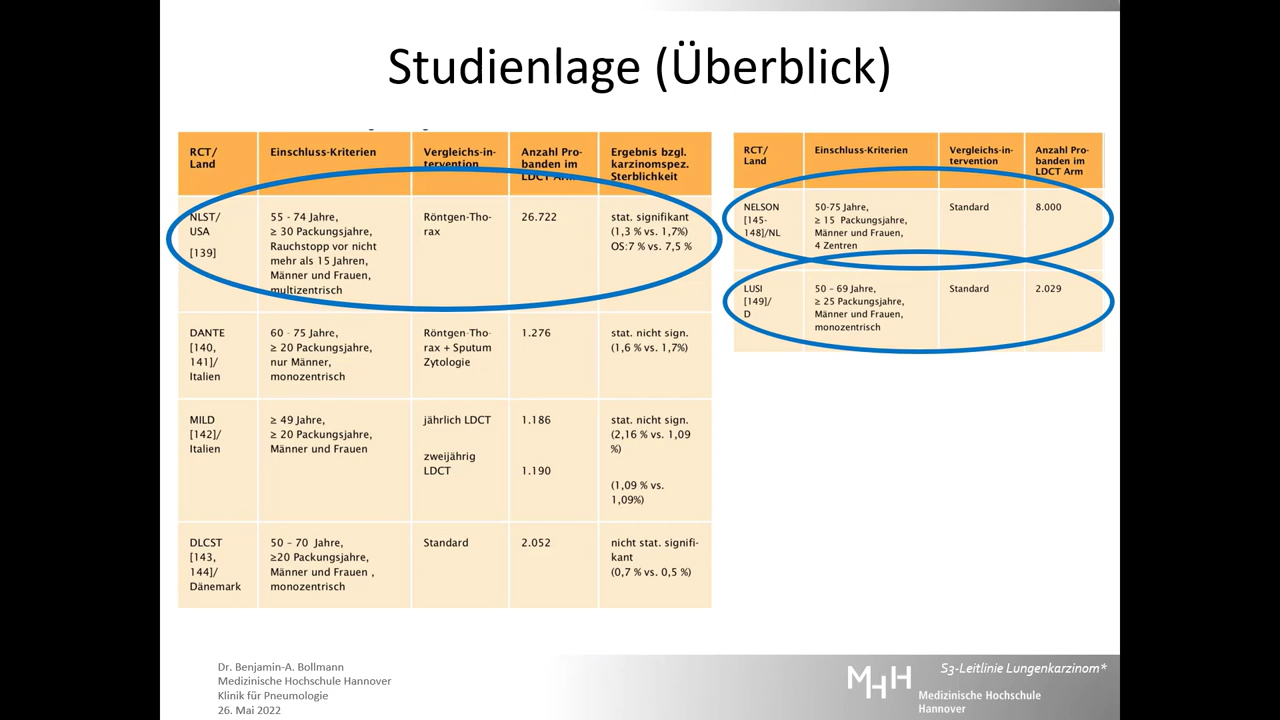 Studienlage (Überblick)
RCT/
Land
Einschluss-Kriterien
Vergleichs-in-
tervention
Anzahl Pro-
banden im
LDCT Arm
Ergebnis bzgl.
karzinomspez.
Sterblichkeit
NLST/
USA
[139]
55 - 74 Jahre,
≥ 30 Packungsjahre,
Rauchstopp vor nicht
mehr als 15 Jahren,
Männer und Frauen,
multizentrisch
Röntgen-Tho-
rax
26.722
stat. signifikant
(1,3 % vs. 1,7%)
OS:7 % vs. 7,5 %
DANTE
[140,
141]/
Italien
60 - 75 Jahre,
≥ 20 Packungsjahre,
nur Männer,
monozentrisch
Röntgen-Tho-
rax + Sputum
Zytologie
1.276
stat. nicht sign.
(1,6 % vs. 1,7%)
MILD
[142]/
Italien
≥ 49 Jahre,
≥ 20 Packungsjahre,
Männer und Frauen
jährlich LDCT
zweijährig
LDCT
1.186
1.190
stat. nicht sign.
(2,16 % vs. 1,09
%)
(1,09 % vs.
1,09%)
DLCST
[143,
144]/
Dänemark
50 – 70 Jahre,
≥20 Packungsjahre,
Männer und Frauen ,
monozentrisch
Standard
2.052
nicht stat. signifi-
kant
(0,7 % vs. 0,5 %)
RCT/
Land
Einschluss-Kriterien
Vergleichs-in-
tervention
Anzahl Pro-
banden im
LDCT Arm
NELSON
[145-
148]/NL
50-75 Jahre,
≥ 15 Packungsjahre,
Männer und Frauen,
4 Zentren
Standard
8.000
LUSI
[149]/
D
50 – 69 Jahre,
≥ 25 Packungsjahre,
Männer und Frauen,
monozentrisch
Standard
2.029
Dr. Benjamin-A. Bollmann
Medizinische Hochschule Hannover
Klinik für Pneumologie
26. Mai 2022
S3-Leitlinie Lungenkarzinom*
MHH
Medizinische Hochschule
Hannover